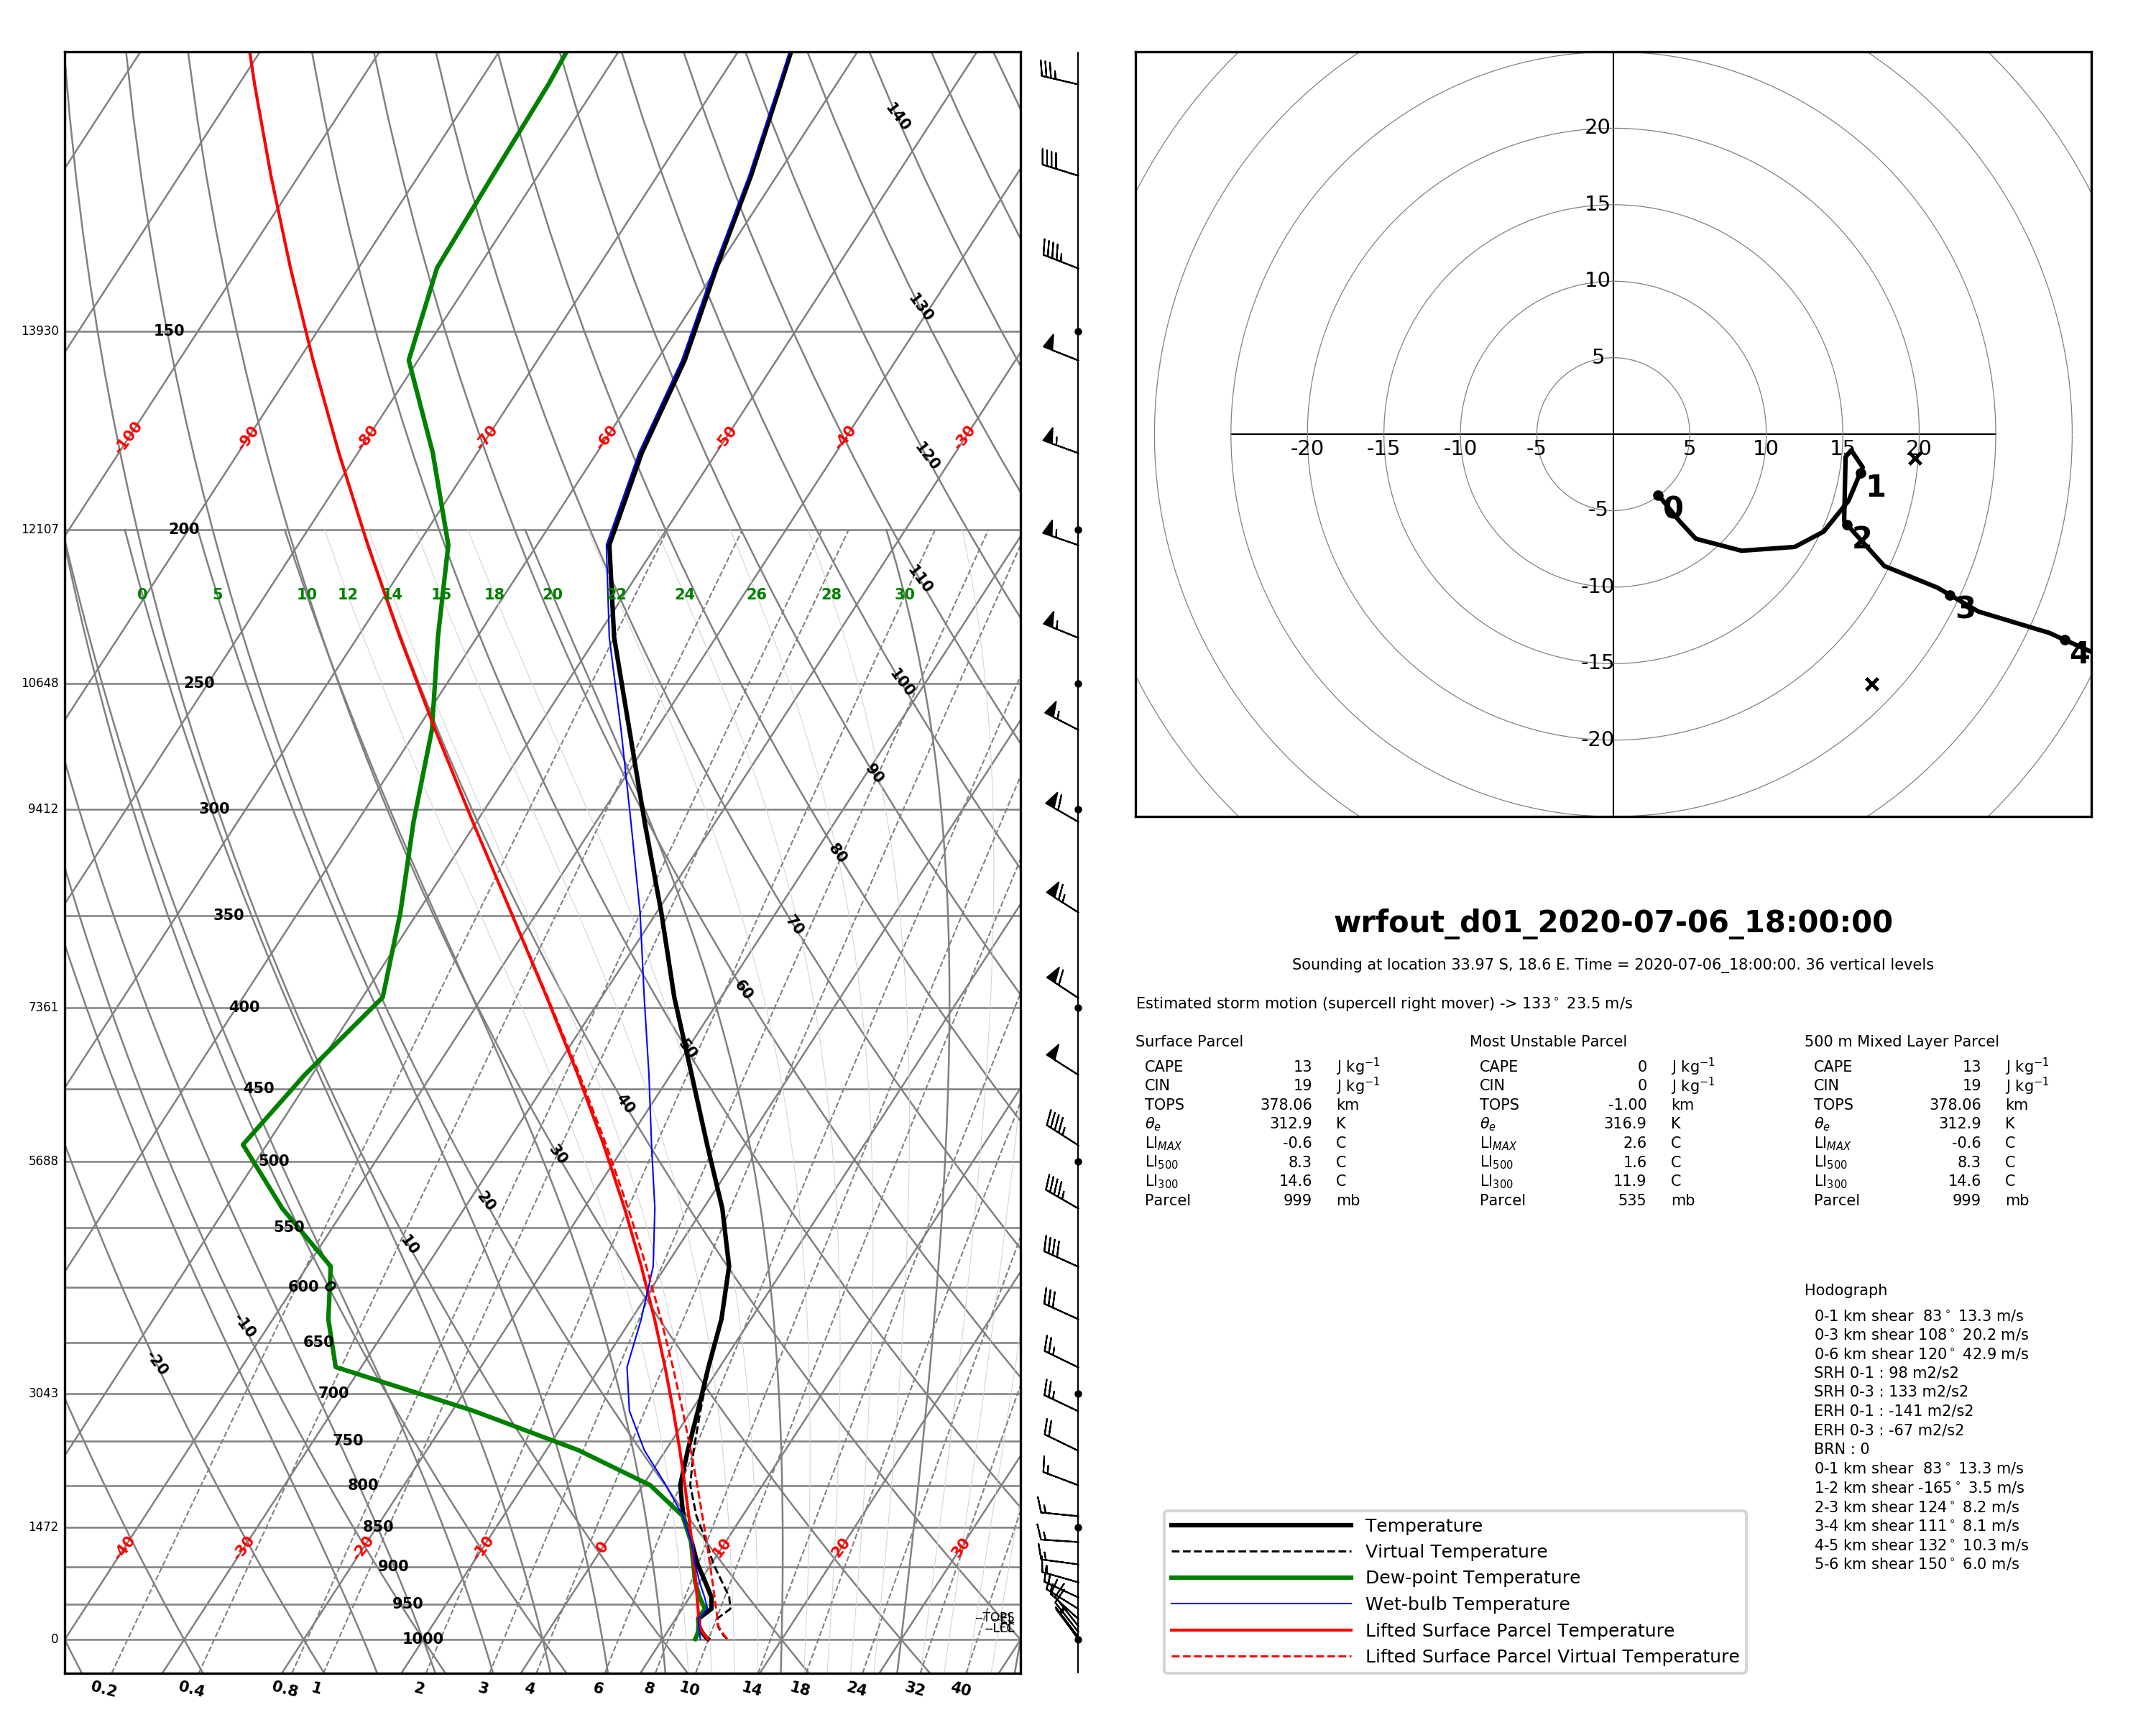 140
130
120
110
100
90
80
70
60
50
40
30
20
10
0
-10
-20
13930 150
-100 -90 -80 -70 -60 -50 -40 -30
12107 200
0 5 10 12 14 16 18 20 22 24 26 28 30
10648 250
9412 300
350
7361 400
450
5688 500
550
600
650
3043 700
750
800
1472 850
-40 -30 -20 -10 0 10 20 30
900
950
--TOPS
--LCL
0 1000
0.2 0.4 0.8 1 2 3 4 6 8 10 14 18 24 32 40
20
15
10
5
-20 -15 -10 -5 5 10 15 20
-5
-10
-15
-20
0
1
2
3
4
wrfout_d01_2020-07-06_18:00:00
Sounding at location 33.97 S, 18.6 E. Time = 2020-07-06_18:00:00. 36 vertical levels
Estimated storm motion (supercell right mover) -> 133° 23.5 m/s
Surface Parcel
CAPE 13 J kg⁻¹
CIN 19 J kg⁻¹
TOPS 378.06 km
θe 312.9 K
LIMAX -0.6 C
LI500 8.3 C
LI300 14.6 C
Parcel 999 mb
Most Unstable Parcel
CAPE 0 J kg⁻¹
CIN 0 J kg⁻¹
TOPS -1.00 km
θe 316.9 K
LIMAX 2.6 C
LI500 1.6 C
LI300 11.9 C
Parcel 535 mb
500 m Mixed Layer Parcel
CAPE 13 J kg⁻¹
CIN 19 J kg⁻¹
TOPS 378.06 km
θe 312.9 K
LIMAX -0.6 C
LI500 8.3 C
LI300 14.6 C
Parcel 999 mb
Hodograph
0-1 km shear 83° 13.3 m/s
0-3 km shear 108° 20.2 m/s
0-6 km shear 120° 42.9 m/s
SRH 0-1 : 98 m2/s2
SRH 0-3 : 133 m2/s2
ERH 0-1 : -141 m2/s2
ERH 0-3 : -67 m2/s2
BRN : 0
0-1 km shear 83° 13.3 m/s
1-2 km shear -165° 3.5 m/s
2-3 km shear 124° 8.2 m/s
3-4 km shear 111° 8.1 m/s
4-5 km shear 132° 10.3 m/s
5-6 km shear 150° 6.0 m/s
Temperature
Virtual Temperature
Dew-point Temperature
Wet-bulb Temperature
Lifted Surface Parcel Temperature
Lifted Surface Parcel Virtual Temperature